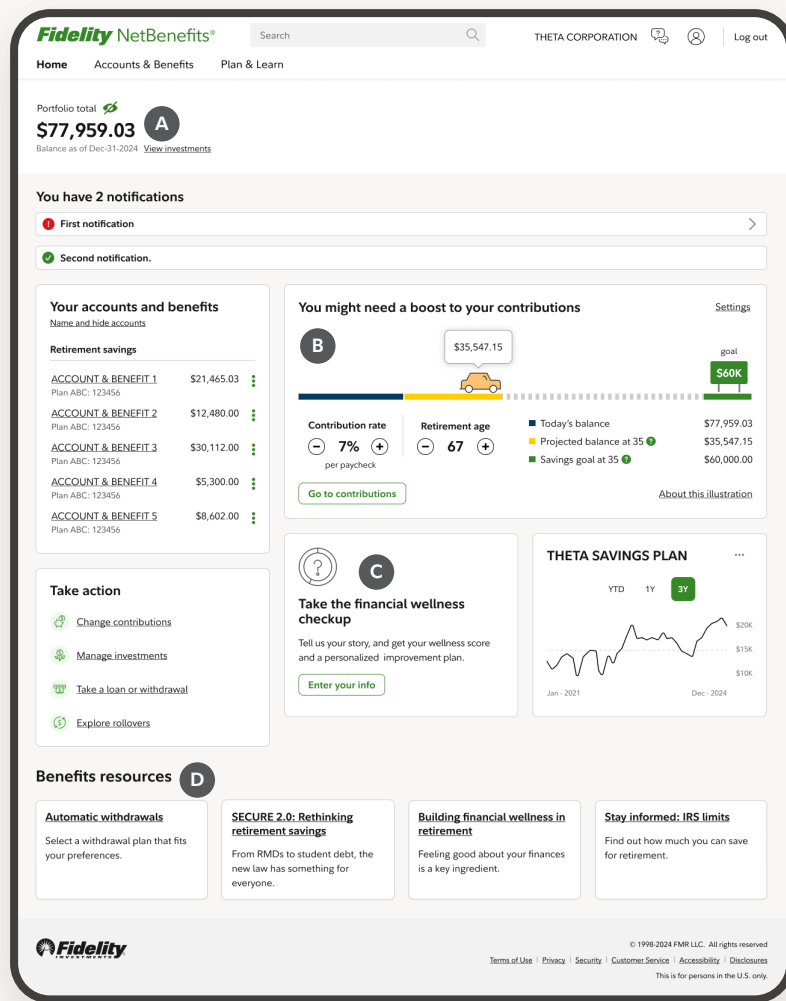 Fidelity NetBenefits®
Search
THETA CORPORATION
Log out
Home
Accounts & Benefits
Plan & Learn
Portfolio total
$77,959.03
A
Balance as of Dec-31-2024 View investments
You have 2 notifications
First notification
Second notification.
Your accounts and benefits
Name and hide accounts
Retirement savings
ACCOUNT & BENEFIT 1 $21,465.03
Plan ABC: 123456
ACCOUNT & BENEFIT 2 $12,480.00
Plan ABC: 123456
ACCOUNT & BENEFIT 3 $30,112.00
Plan ABC: 123456
ACCOUNT & BENEFIT 4 $5,300.00
Plan ABC: 123456
ACCOUNT & BENEFIT 5 $8,602.00
Plan ABC: 123456
You might need a boost to your contributions
Settings
B
$35,547.15
goal
$60K
Contribution rate
7%
per paycheck
Retirement age
67
Today's balance $77,959.03
Projected balance at 35 ? $35,547.15
Savings goal at 35 ? $60,000.00
Go to contributions
About this illustration
Take action
Change contributions
Manage investments
Take a loan or withdrawal
Explore rollovers
?
C
Take the financial wellness
checkup
Tell us your story, and get your wellness score
and a personalized improvement plan.
Enter your info
THETA SAVINGS PLAN
YTD 1Y 3Y
$20K
$15K
$10K
Jan - 2021 Dec - 2024
Benefits resources
D
Automatic withdrawals
Select a withdrawal plan that fits
your preferences.
SECURE 2.0: Rethinking
retirement savings
From RMDs to student debt, the
new law has something for
everyone.
Building financial wellness in
retirement
Feeling good about your finances
is a key ingredient.
Stay informed: IRS limits
Find out how much you can save
for retirement.
Fidelity
INVESTMENTS
© 1998-2024 FMR LLC. All rights reserved
Terms of Use | Privacy | Security | Customer Service | Accessibility | Disclosures
This is for persons in the U.S. only.